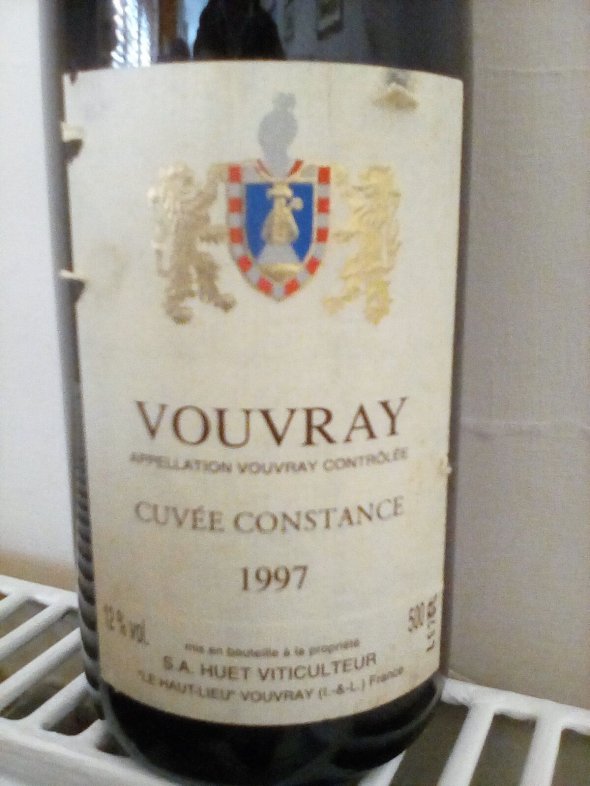 VOUVRAY
APPELLATION VOUVRAY CONTRÔLÉE
CUVÉE CONSTANCE
1997
12 % vol.
500
mis en bouteille à la propriété
S.A. HUET VITICULTEUR
"LE HAUT-LIEU" VOUVRAY (I.-&-L.) France